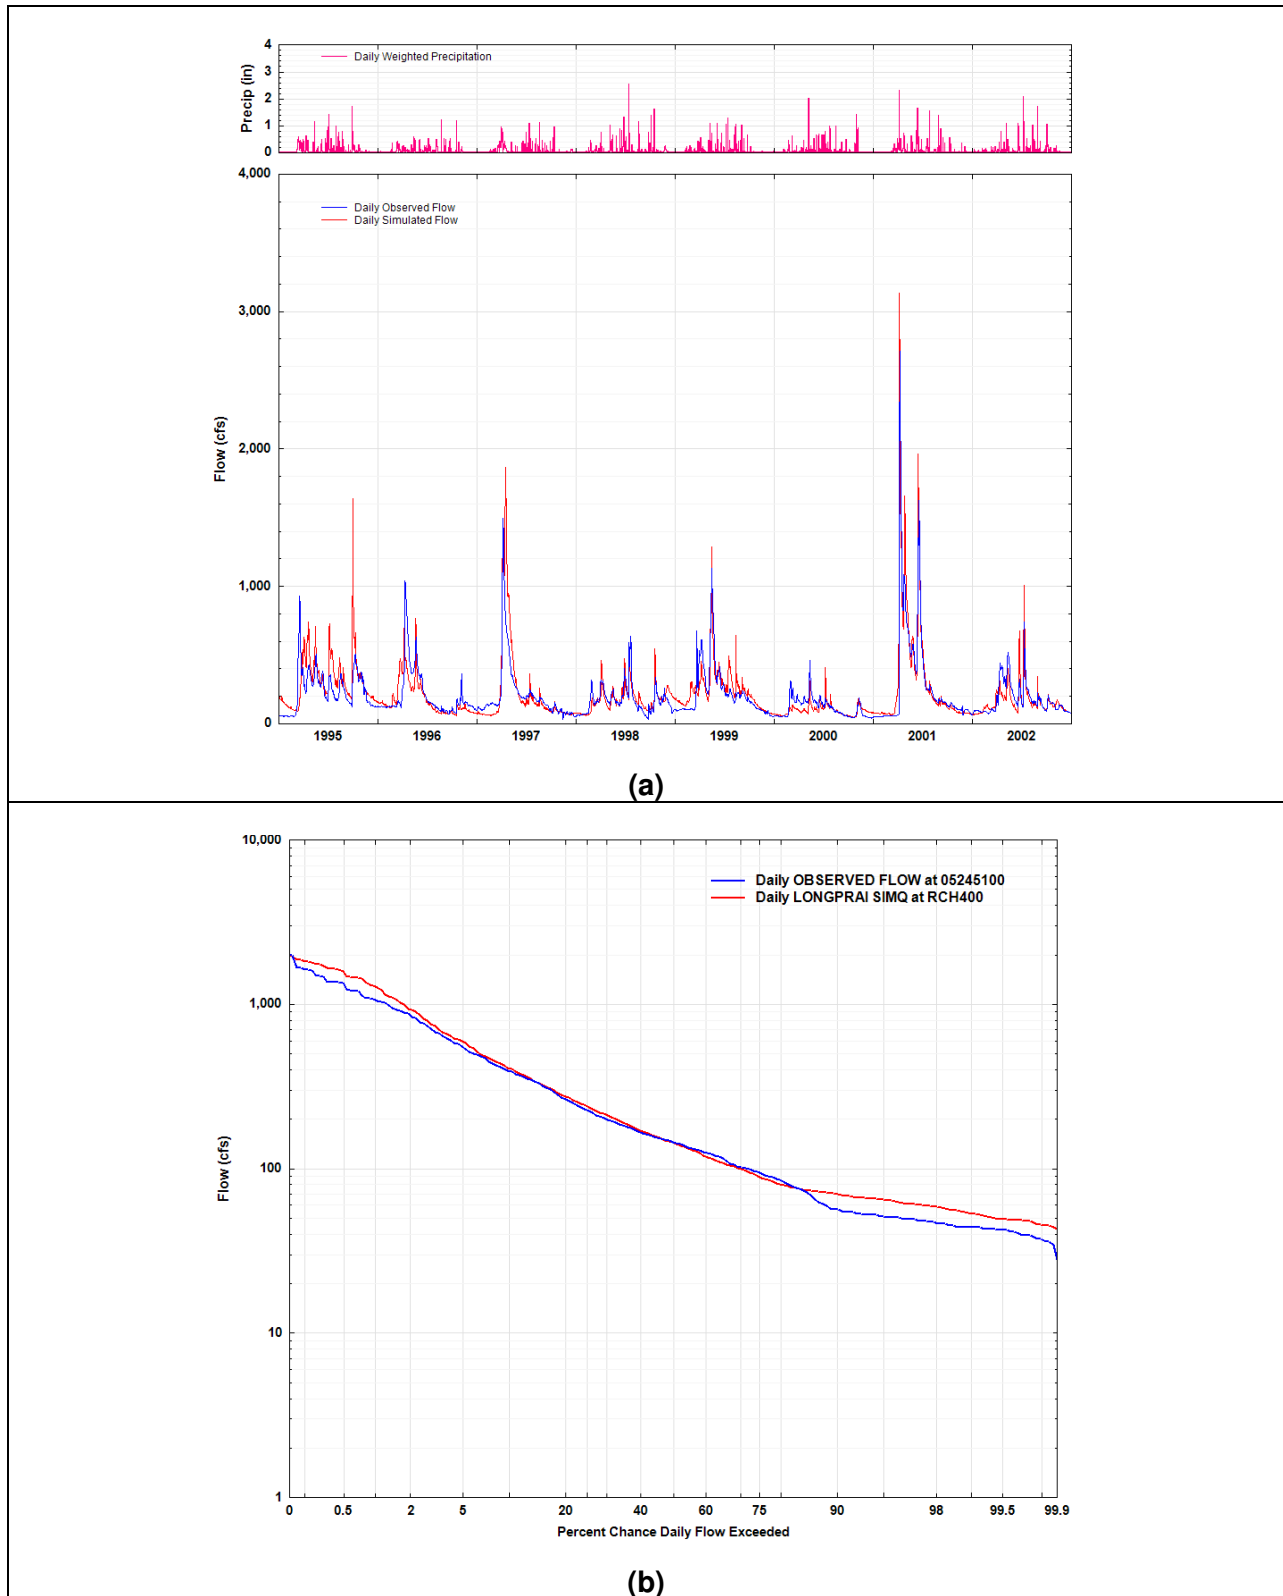 4
3
2
1
0
Precip (in)
Daily Weighted Precipitation
4,000
3,000
2,000
1,000
0
Flow (cfs)
Daily Observed Flow
Daily Simulated Flow
1995 1996 1997 1998 1999 2000 2001 2002
(a)
10,000
1,000
100
10
1
Flow (cfs)
Daily OBSERVED FLOW at 05245100
Daily LONGPRAI SIMQ at RCH400
0 0.5 2 5 20 40 60 75 90 98 99.5 99.9
Percent Chance Daily Flow Exceeded
(b)